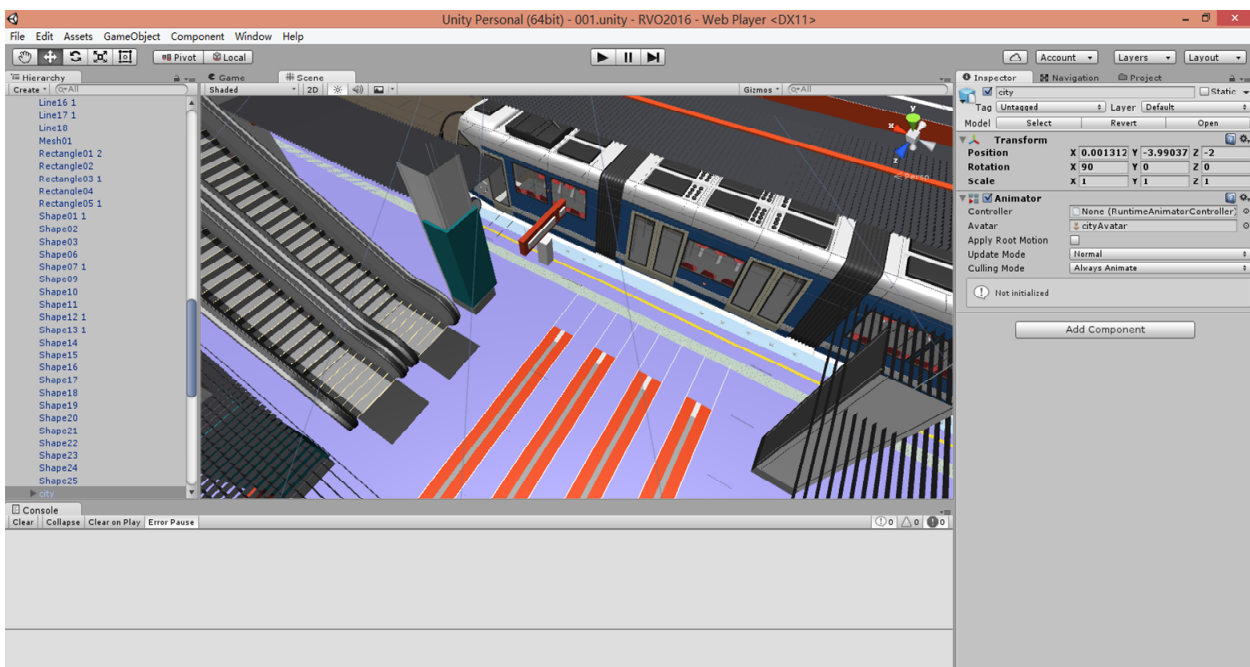 Unity Personal (64bit) - 001.unity - RVO2016 - Web Player <DX11>
File Edit Assets GameObject Component Window Help
Pivot Local Account Layers Layout
Hierarchy
Create All
Line16 1
Line17 1
Line18
Mesh01
Rectangle01 2
Rectangle02
Rectangle03 1
Rectangle04
Rectangle05 1
Shape01 1
Shape02
Shape03
Shape06
Shape07 1
Shape09
Shape10
Shape11
Shape12 1
Shape13 1
Shape14
Shape15
Shape16
Shape17
Shape18
Shape19
Shape20
Shape21
Shape22
Shape23
Shape24
Shape25
city
Game Scene
Shaded 2D Gizmos All
y
x
z
Persp
Inspector Navigation Project
city Static
Tag Untagged Layer Default
Model Select Revert Open
Transform
Position X 0.001312 Y -3.99037 Z -2
Rotation X 90 Y 0 Z 0
Scale X 1 Y 1 Z 1
Animator
Controller None (RuntimeAnimatorController)
Avatar cityAvatar
Apply Root Motion
Update Mode Normal
Culling Mode Always Animate
Not initialized
Add Component
Console
Clear Collapse Clear on Play Error Pause 0 0 0